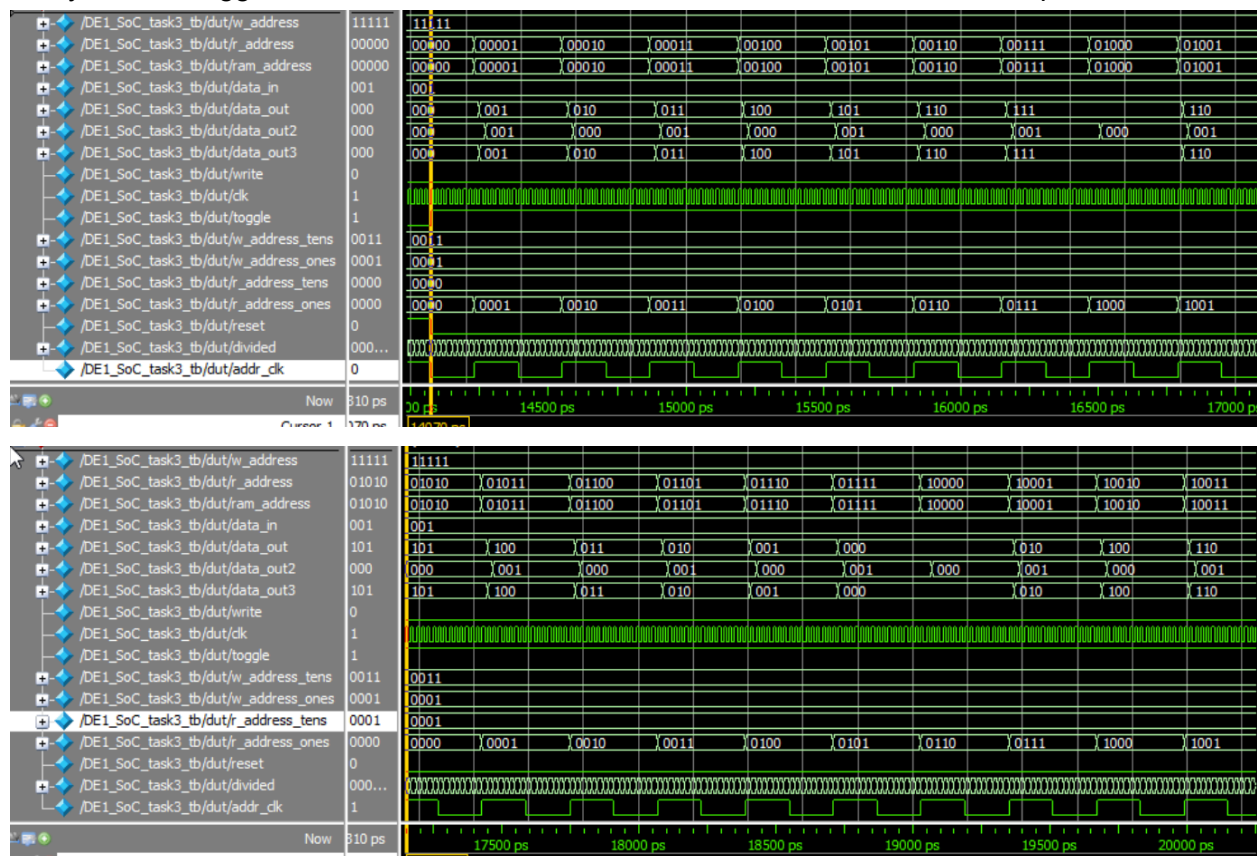 /DE1_SoC_task3_tb/dut/w_address 11111 11111
/DE1_SoC_task3_tb/dut/r_address 00000 00000 00001 00010 00011 00100 00101 00110 00111 01000 01001
/DE1_SoC_task3_tb/dut/ram_address 00000 00000 00001 00010 00011 00100 00101 00110 00111 01000 01001
/DE1_SoC_task3_tb/dut/data_in 001 001
/DE1_SoC_task3_tb/dut/data_out 000 000 001 010 011 100 101 110 111 110
/DE1_SoC_task3_tb/dut/data_out2 000 000 001 000 001 000 001 000 001 000 001
/DE1_SoC_task3_tb/dut/data_out3 000 000 001 010 011 100 101 110 111 110
/DE1_SoC_task3_tb/dut/write 0
/DE1_SoC_task3_tb/dut/clk 1
/DE1_SoC_task3_tb/dut/toggle 1
/DE1_SoC_task3_tb/dut/w_address_tens 0011 0011
/DE1_SoC_task3_tb/dut/w_address_ones 0001 0001
/DE1_SoC_task3_tb/dut/r_address_tens 0000 0000
/DE1_SoC_task3_tb/dut/r_address_ones 0000 0000 0001 0010 0011 0100 0101 0110 0111 1000 1001
/DE1_SoC_task3_tb/dut/reset 0
/DE1_SoC_task3_tb/dut/divided 000...
/DE1_SoC_task3_tb/dut/addr_clk 0
Now 310 ps 00 ps 14500 ps 15000 ps 15500 ps 16000 ps 16500 ps 17000 p
Cursor 1
/DE1_SoC_task3_tb/dut/w_address 11111 11111
/DE1_SoC_task3_tb/dut/r_address 01010 01010 01011 01100 01101 01110 01111 10000 10001 10010 10011
/DE1_SoC_task3_tb/dut/ram_address 01010 01010 01011 01100 01101 01110 01111 10000 10001 10010 10011
/DE1_SoC_task3_tb/dut/data_in 001 001
/DE1_SoC_task3_tb/dut/data_out 101 101 100 011 010 001 000 010 100 110
/DE1_SoC_task3_tb/dut/data_out2 000 000 001 000 001 000 001 000 001 000 001
/DE1_SoC_task3_tb/dut/data_out3 101 101 100 011 010 001 000 010 100 110
/DE1_SoC_task3_tb/dut/write 0
/DE1_SoC_task3_tb/dut/clk 1
/DE1_SoC_task3_tb/dut/toggle 1
/DE1_SoC_task3_tb/dut/w_address_tens 0011 0011
/DE1_SoC_task3_tb/dut/w_address_ones 0001 0001
/DE1_SoC_task3_tb/dut/r_address_tens 0001 0001
/DE1_SoC_task3_tb/dut/r_address_ones 0000 0000 0001 0010 0011 0100 0101 0110 0111 1000 1001
/DE1_SoC_task3_tb/dut/reset 0
/DE1_SoC_task3_tb/dut/divided 000...
/DE1_SoC_task3_tb/dut/addr_clk 1
Now 310 ps 17500 ps 18000 ps 18500 ps 19000 ps 19500 ps 20000 ps